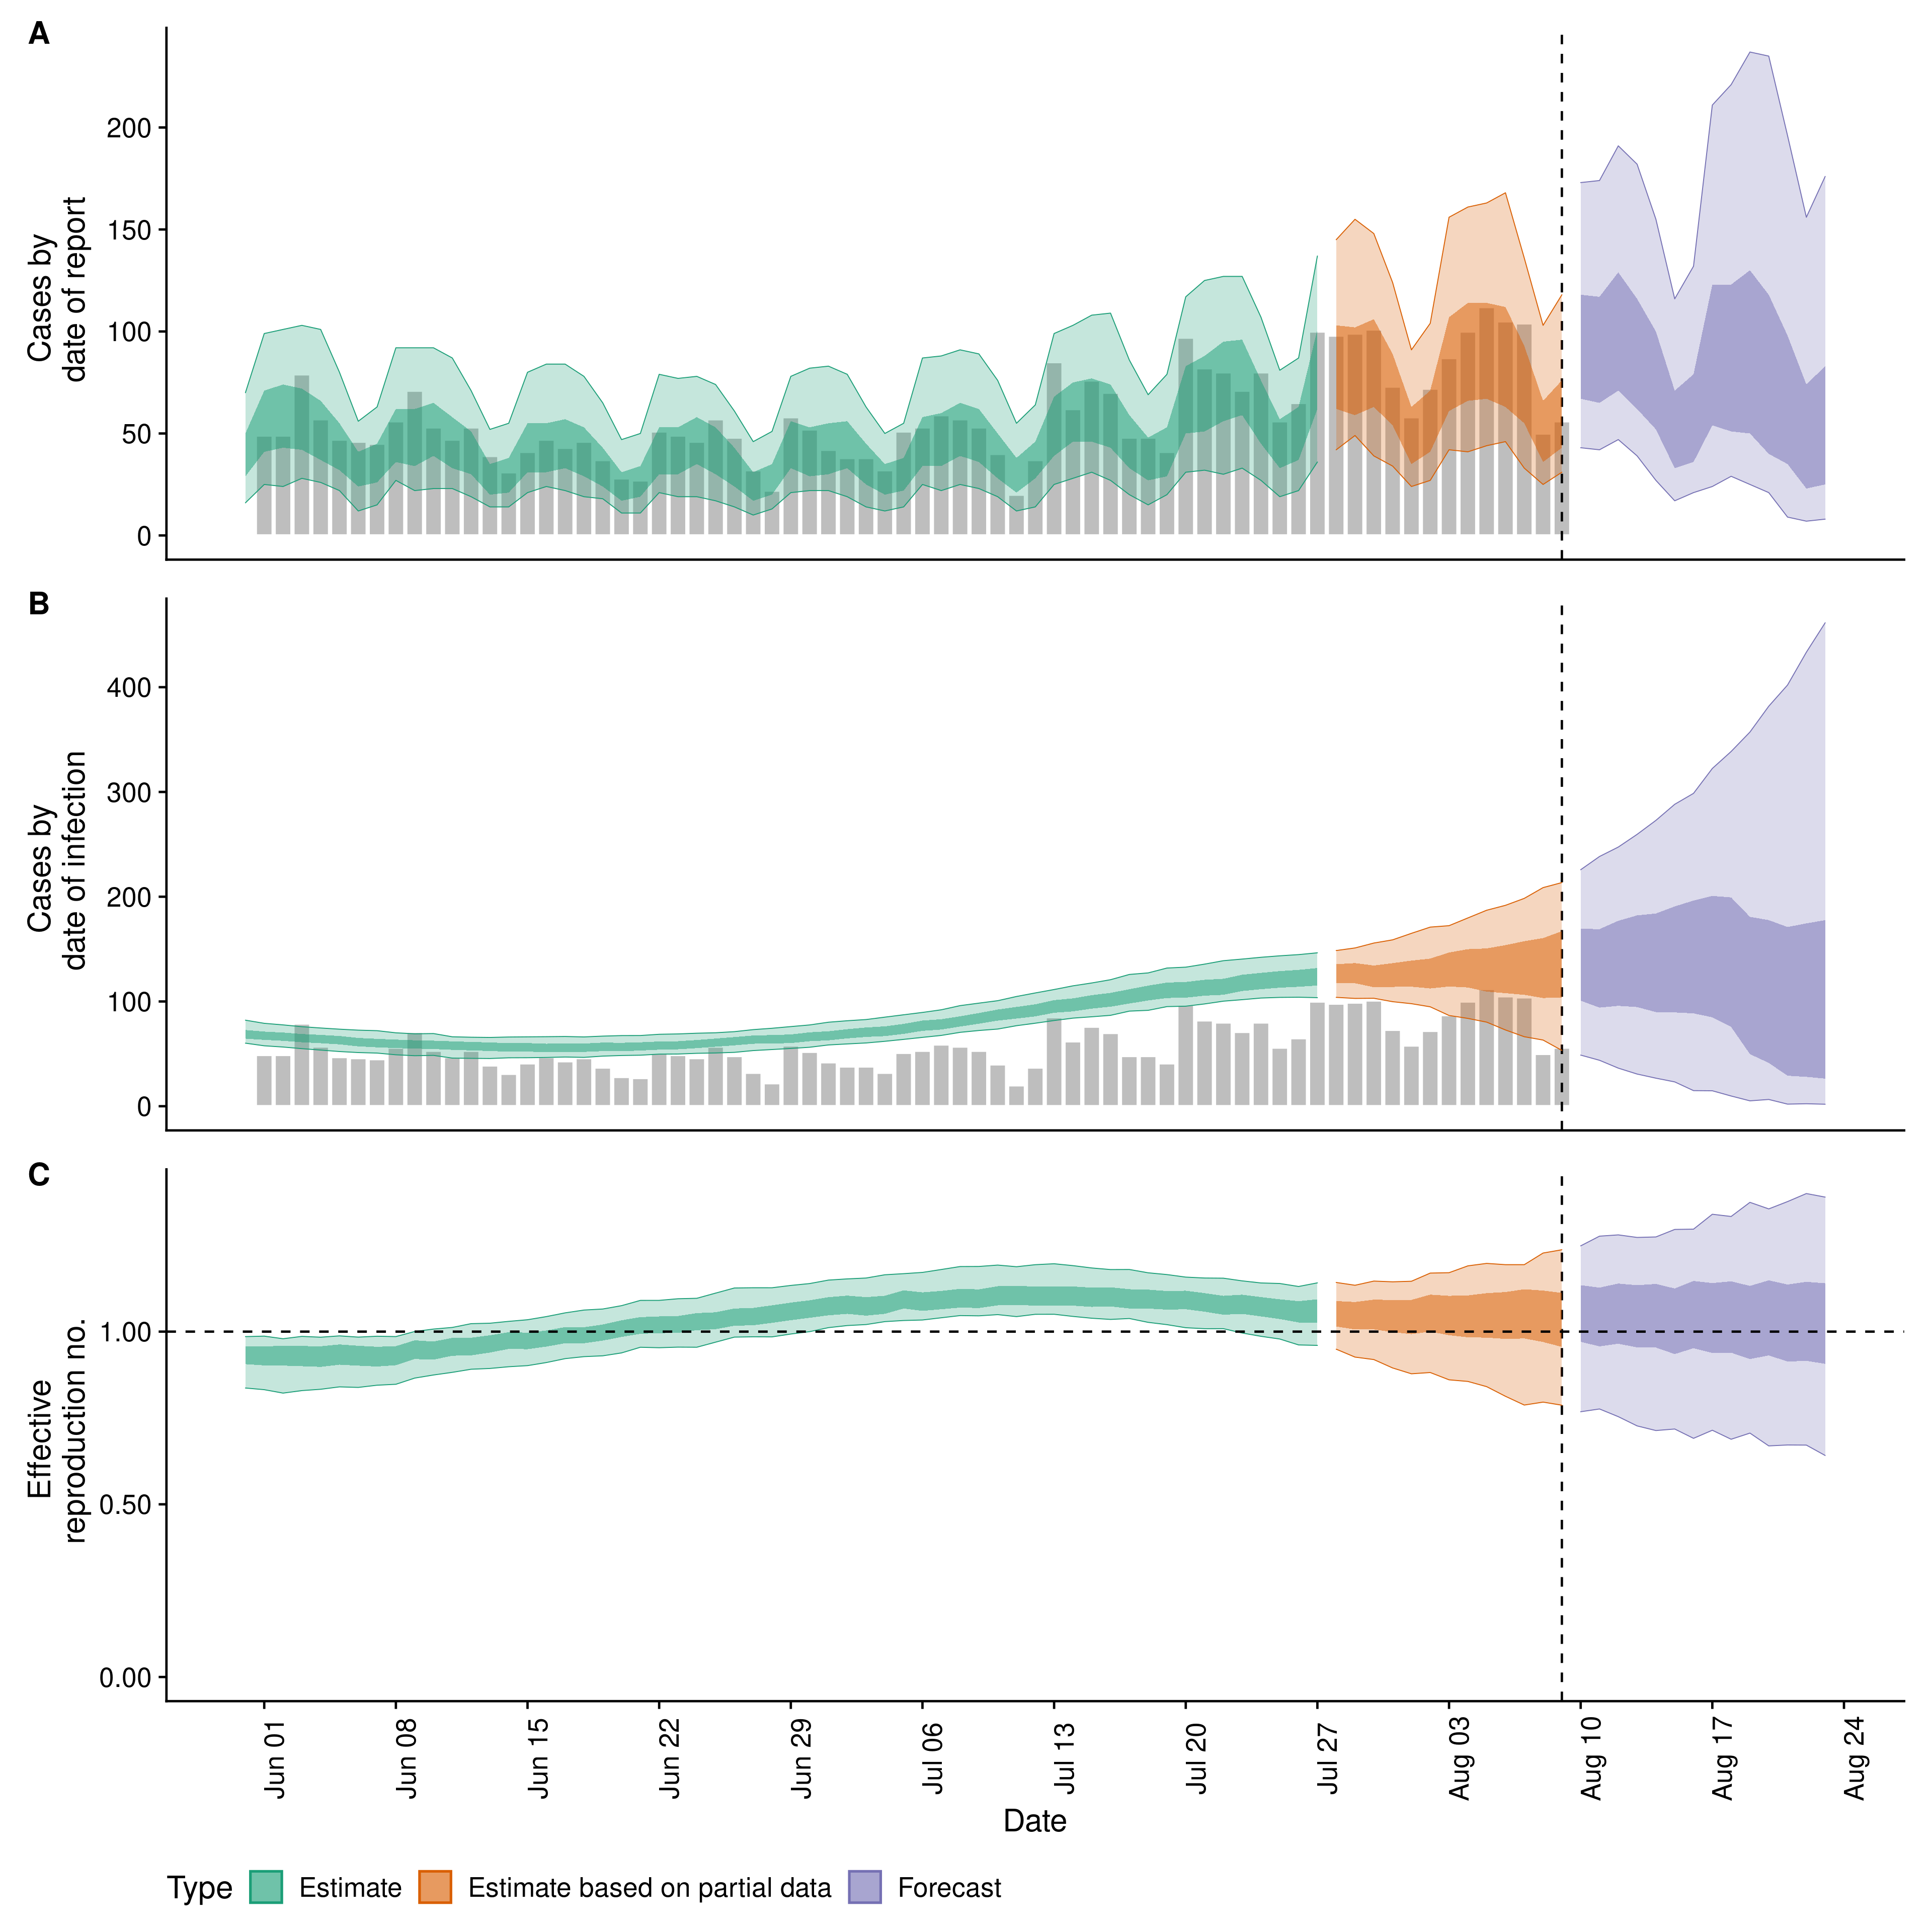 A
Cases by
date of report
200
150
100
50
0
B
Cases by
date of infection
400
300
200
100
0
C
Effective
reproduction no.
1.00
0.50
0.00
Jun 01
Jun 08
Jun 15
Jun 22
Jun 29
Jul 06
Jul 13
Jul 20
Jul 27
Aug 03
Aug 10
Aug 17
Aug 24
Date
Type
Estimate
Estimate based on partial data
Forecast